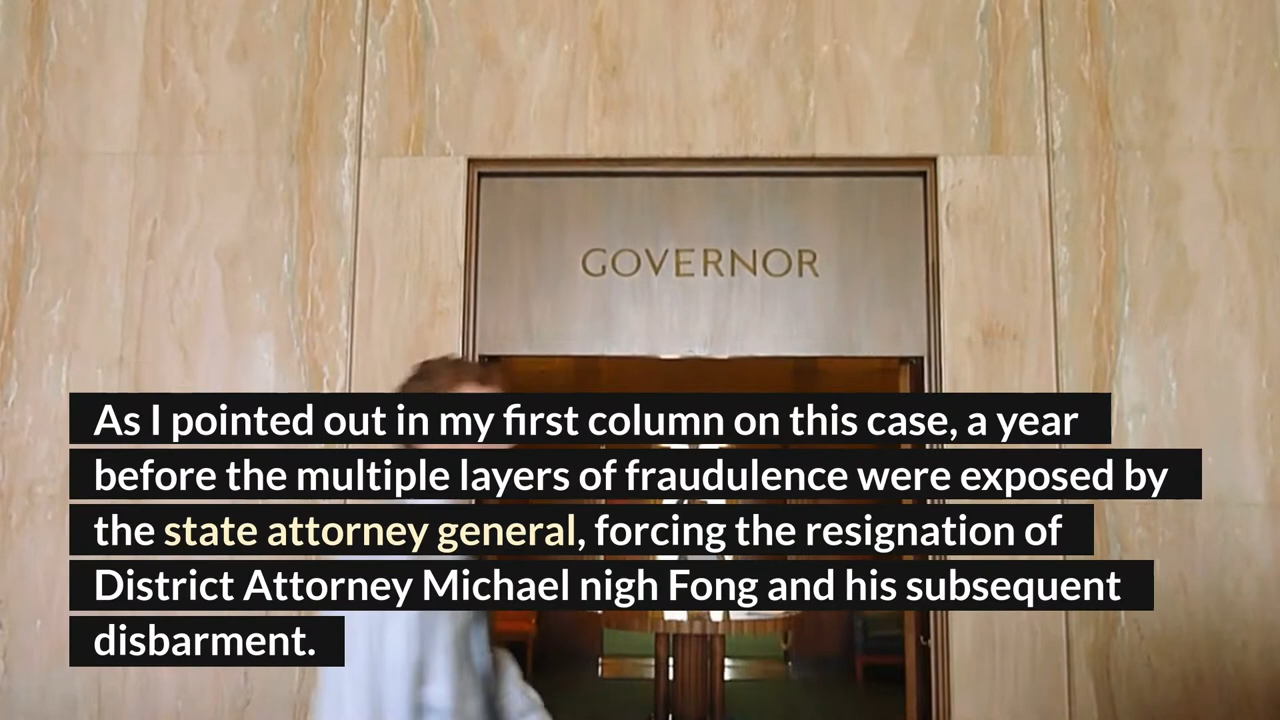 GOVERNOR
As I pointed out in my first column on this case, a year
before the multiple layers of fraudulence were exposed by
the state attorney general, forcing the resignation of
District Attorney Michael nigh Fong and his subsequent
disbarment.